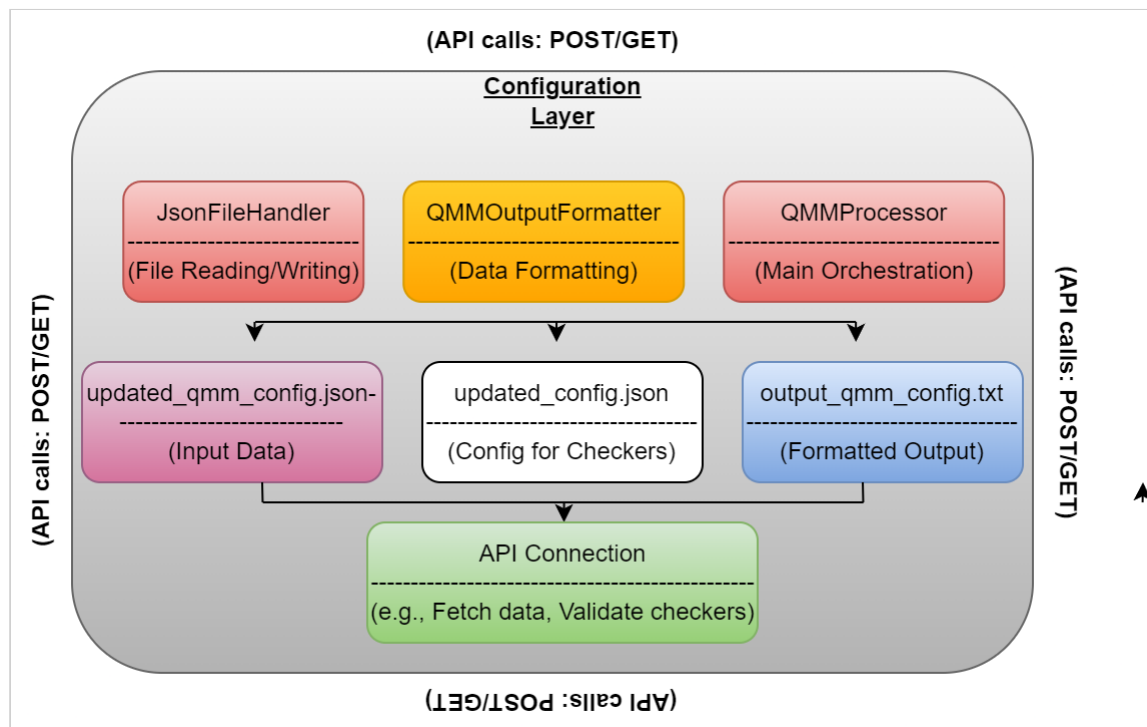 (API calls: POST/GET)
Configuration
Layer
JsonFileHandler
---------------------------------
(File Reading/Writing)
QMMOutputFormatter
---------------------------------------
(Data Formatting)
QMMProcessor
---------------------------------------
(Main Orchestration)
(API calls: POST/GET)
(API calls: POST/GET)
updated_qmm_config.json-
--------------------------------
(Input Data)
updated_config.json
---------------------------------------
(Config for Checkers)
output_qmm_config.txt
---------------------------------------
(Formatted Output)
API Connection
-------------------------------------------------------
(e.g., Fetch data, Validate checkers)
(API calls: POST/GET)